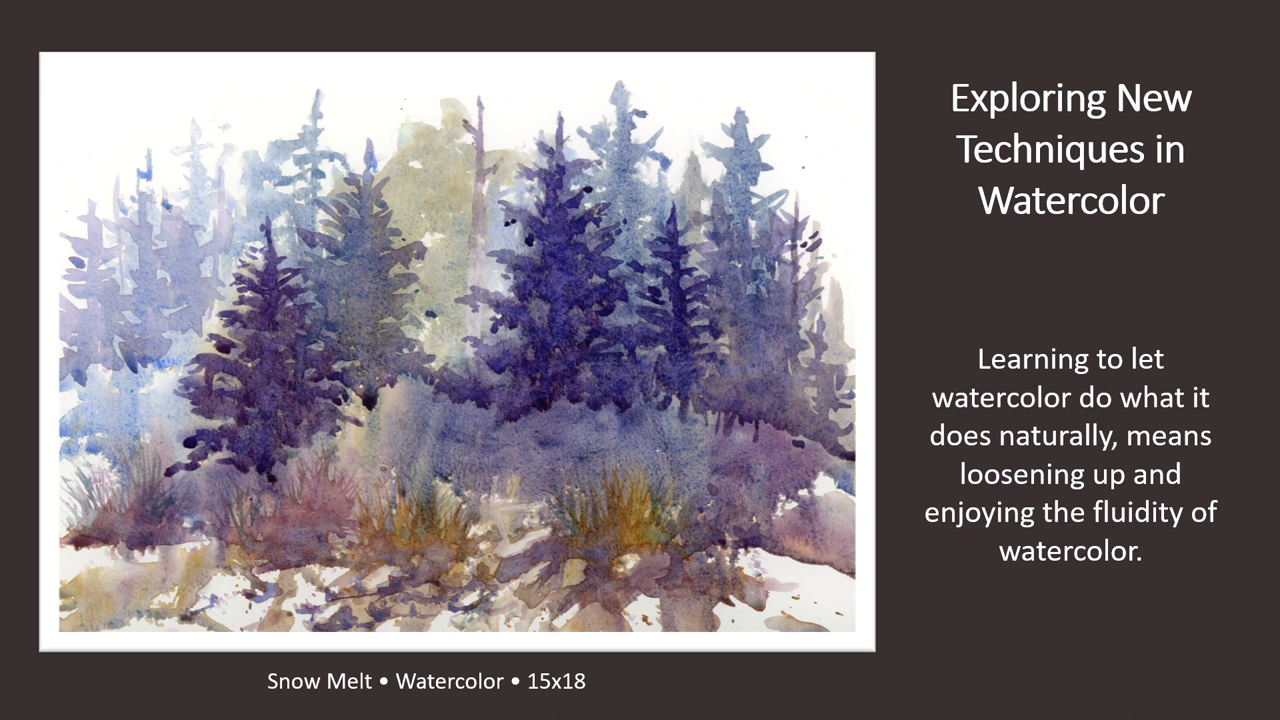 Exploring New
Techniques in
Watercolor
Learning to let
watercolor do what it
does naturally, means
loosening up and
enjoying the fluidity of
watercolor.
Snow Melt • Watercolor • 15x18